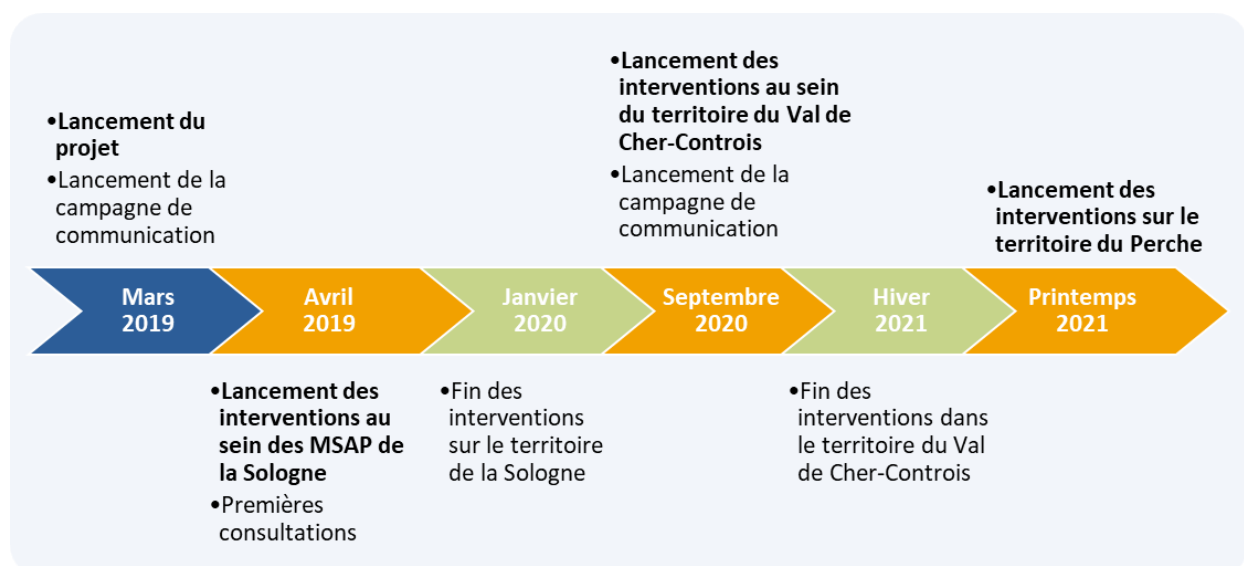 •Lancement du
projet
•Lancement de la
campagne de
communication
•Lancement des
interventions au sein
du territoire du Val de
Cher-Controis
•Lancement de la
campagne de
communication
•Lancement des
interventions sur le
territoire du Perche
Mars
2019
Avril
2019
Janvier
2020
Septembre
2020
Hiver
2021
Printemps
2021
•Lancement des
interventions au
sein des MSAP de
la Sologne
•Premières
consultations
•Fin des
interventions
sur le territoire
de la Sologne
•Fin des
interventions dans
le territoire du Val
de Cher-Controis